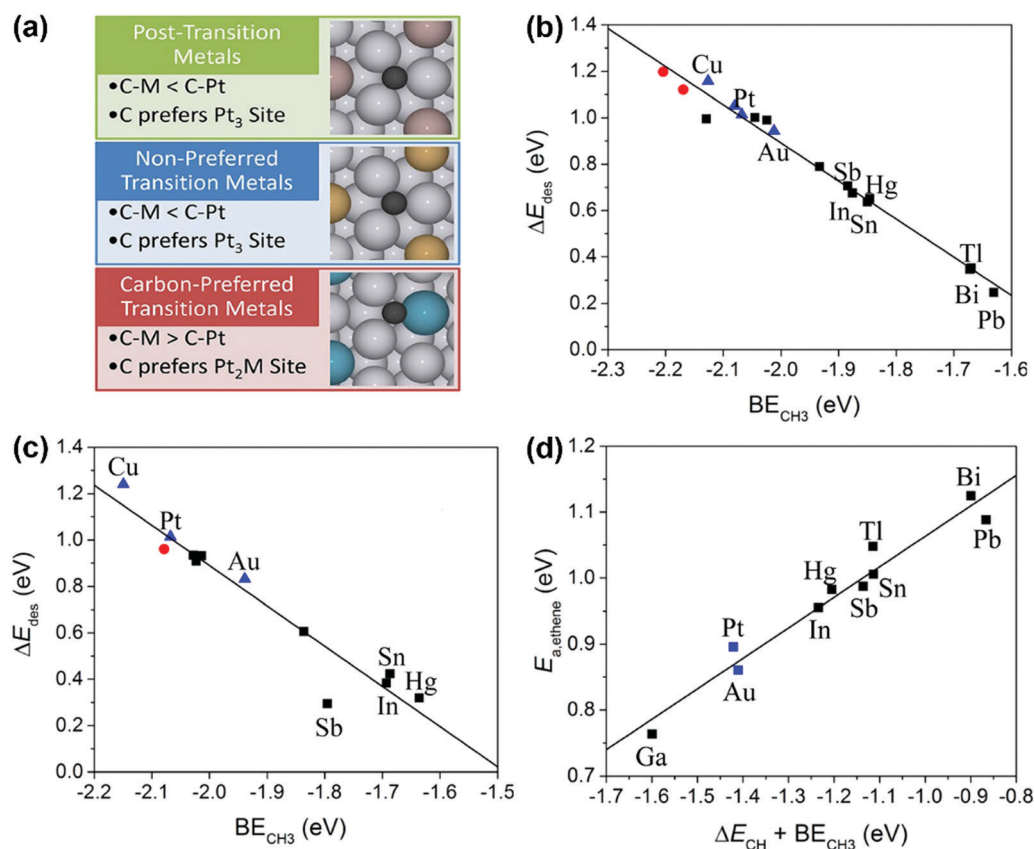 (a)
Post-Transition
Metals
•C-M < C-Pt
•C prefers Pt3 Site
Non-Preferred
Transition Metals
•C-M < C-Pt
•C prefers Pt3 Site
Carbon-Preferred
Transition Metals
•C-M > C-Pt
•C prefers Pt2M Site
(b)
ΔEdes (eV)
1.4
1.2
1.0
0.8
0.6
0.4
0.2
0.0
Cu
Pt
Au
Sb
Hg
In
Sn
Tl
Bi
Pb
-2.3 -2.2 -2.1 -2.0 -1.9 -1.8 -1.7 -1.6
BECH3 (eV)
(c)
ΔEdes (eV)
1.4
1.2
1.0
0.8
0.6
0.4
0.2
0.0
Cu
Pt
Au
Sn
Hg
In
Sb
-2.2 -2.1 -2.0 -1.9 -1.8 -1.7 -1.6 -1.5
BECH3 (eV)
(d)
Ea,ethene (eV)
1.2
1.1
1.0
0.9
0.8
0.7
Bi
Pb
Tl
Hg
Sn
Sb
In
Pt
Au
Ga
-1.7 -1.6 -1.5 -1.4 -1.3 -1.2 -1.1 -1.0 -0.9 -0.8
ΔECH + BECH3 (eV)